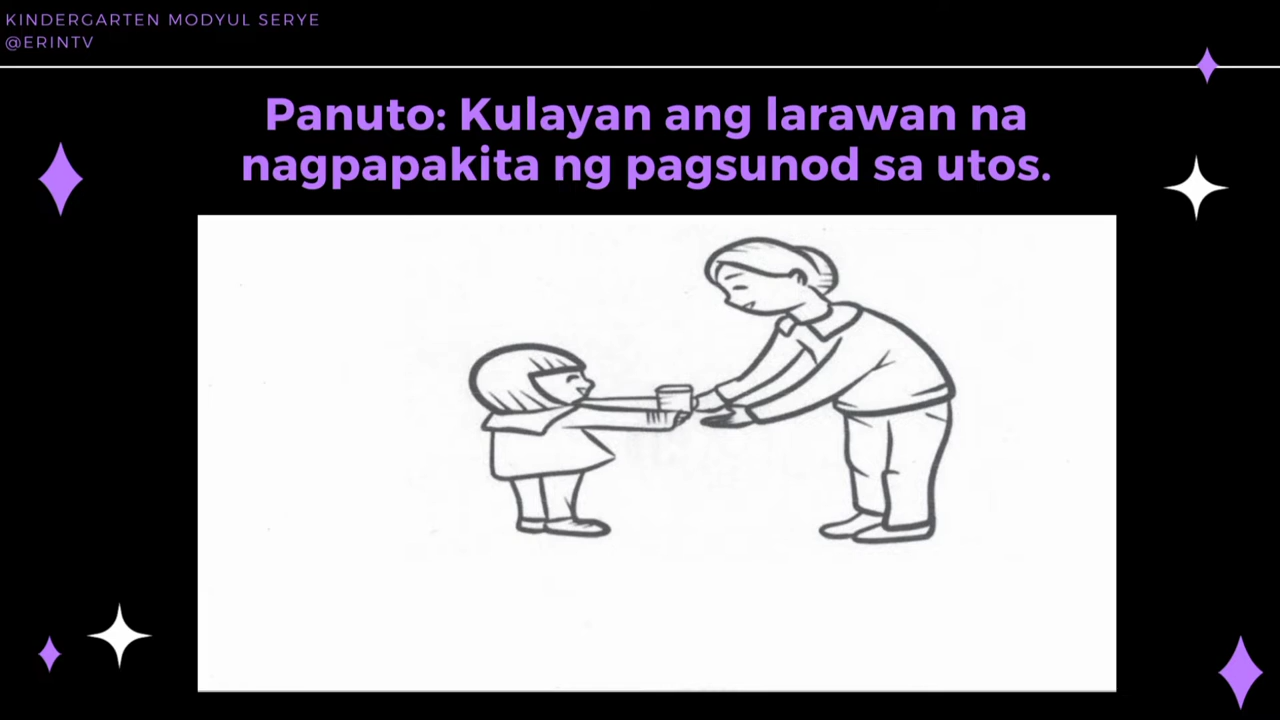 KINDERGARTEN MODYUL SERYE
@ERINTV
Panuto: Kulayan ang larawan na
nagpapakita ng pagsunod sa utos.